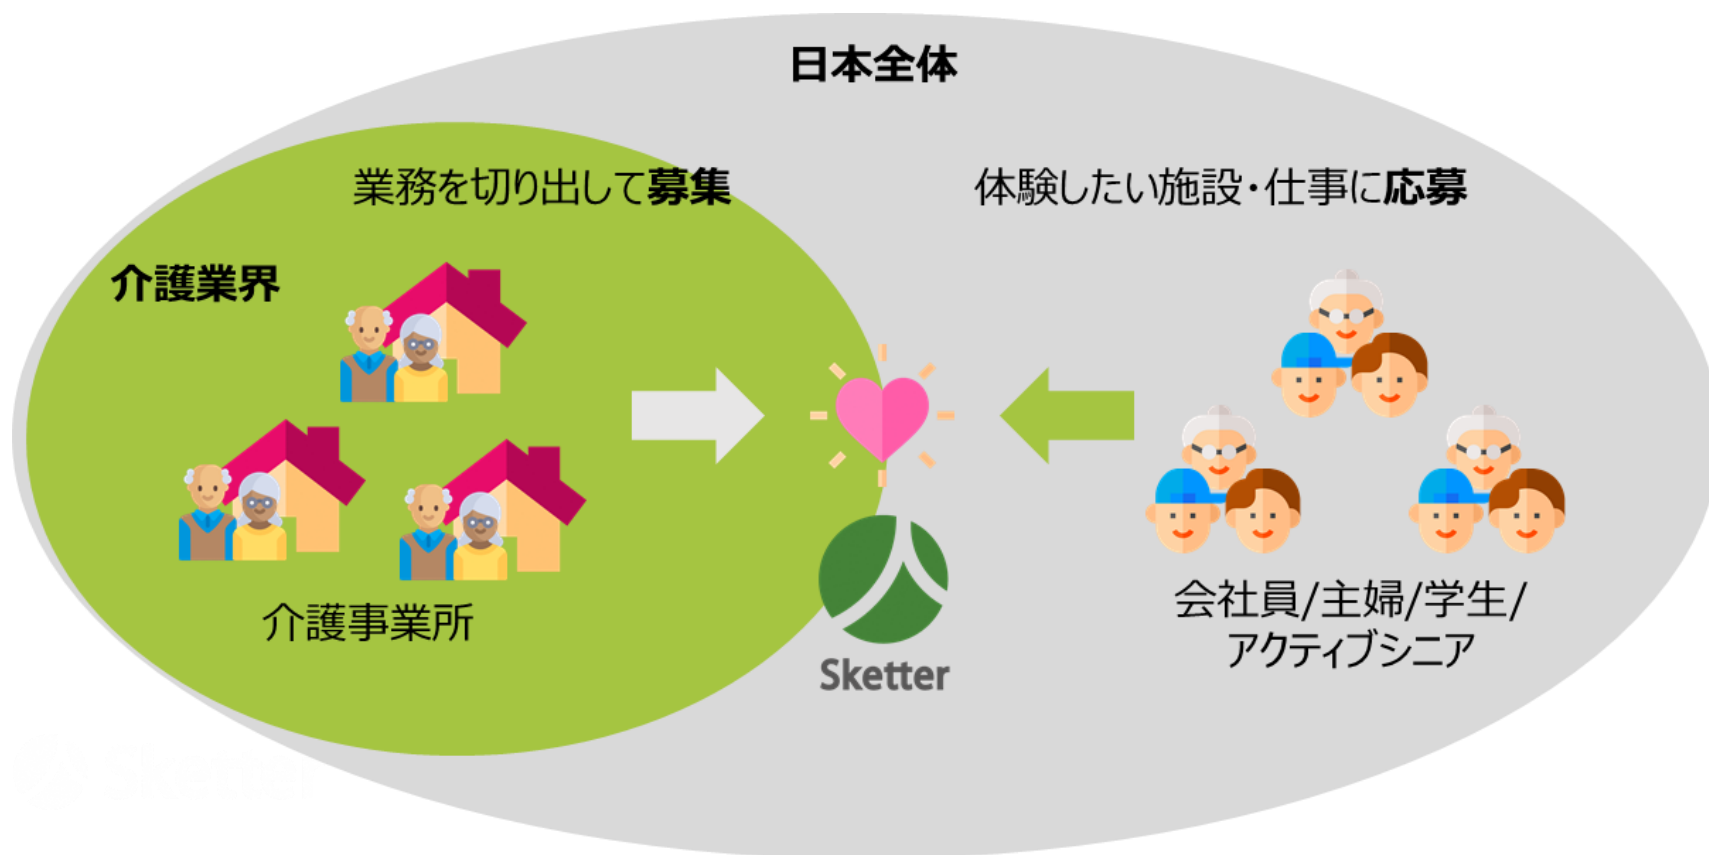 日本全体
業務を切り出して募集
体験したい施設・仕事に応募
介護業界
介護事業所
会社員/主婦/学生/
アクティブシニア
Sketter